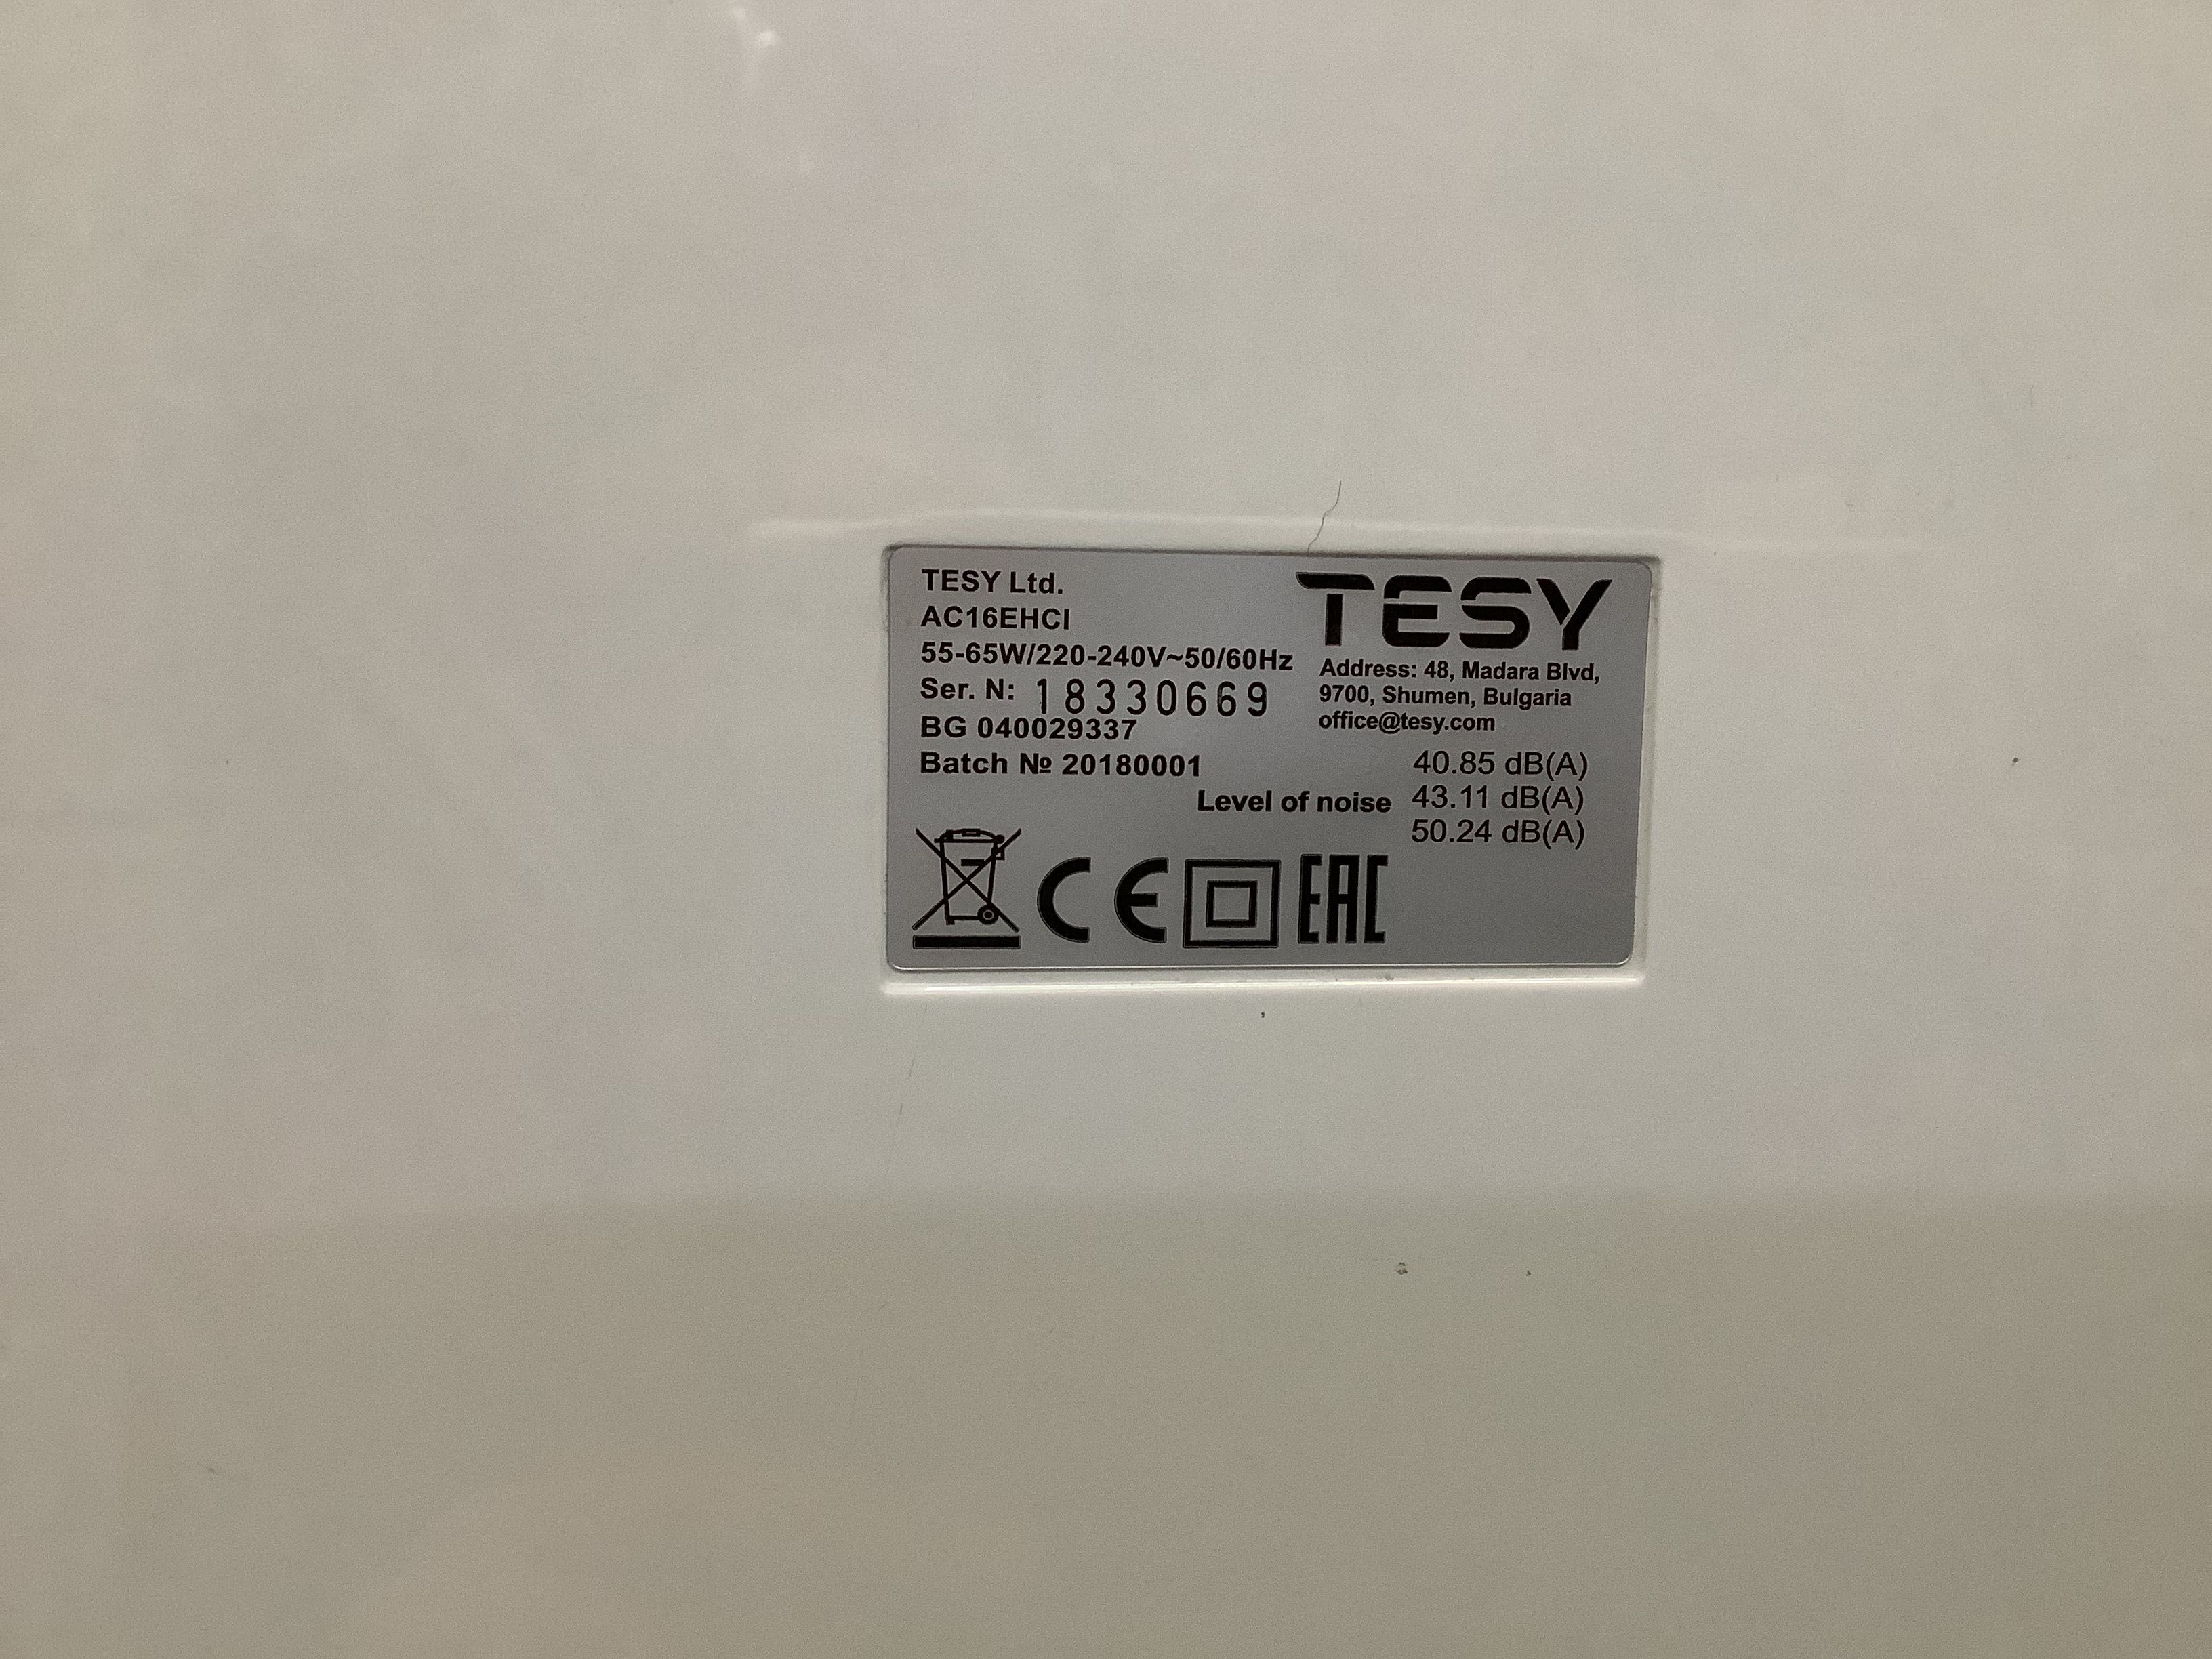 TESY Ltd.
AC16EHCI
55-65W/220-240V~50/60Hz
Ser. N: 18330669
BG 040029337
Batch № 20180001
TESY
Address: 48, Madara Blvd,
9700, Shumen, Bulgaria
office@tesy.com
40.85 dB(A)
Level of noise 43.11 dB(A)
50.24 dB(A)
CE EAC